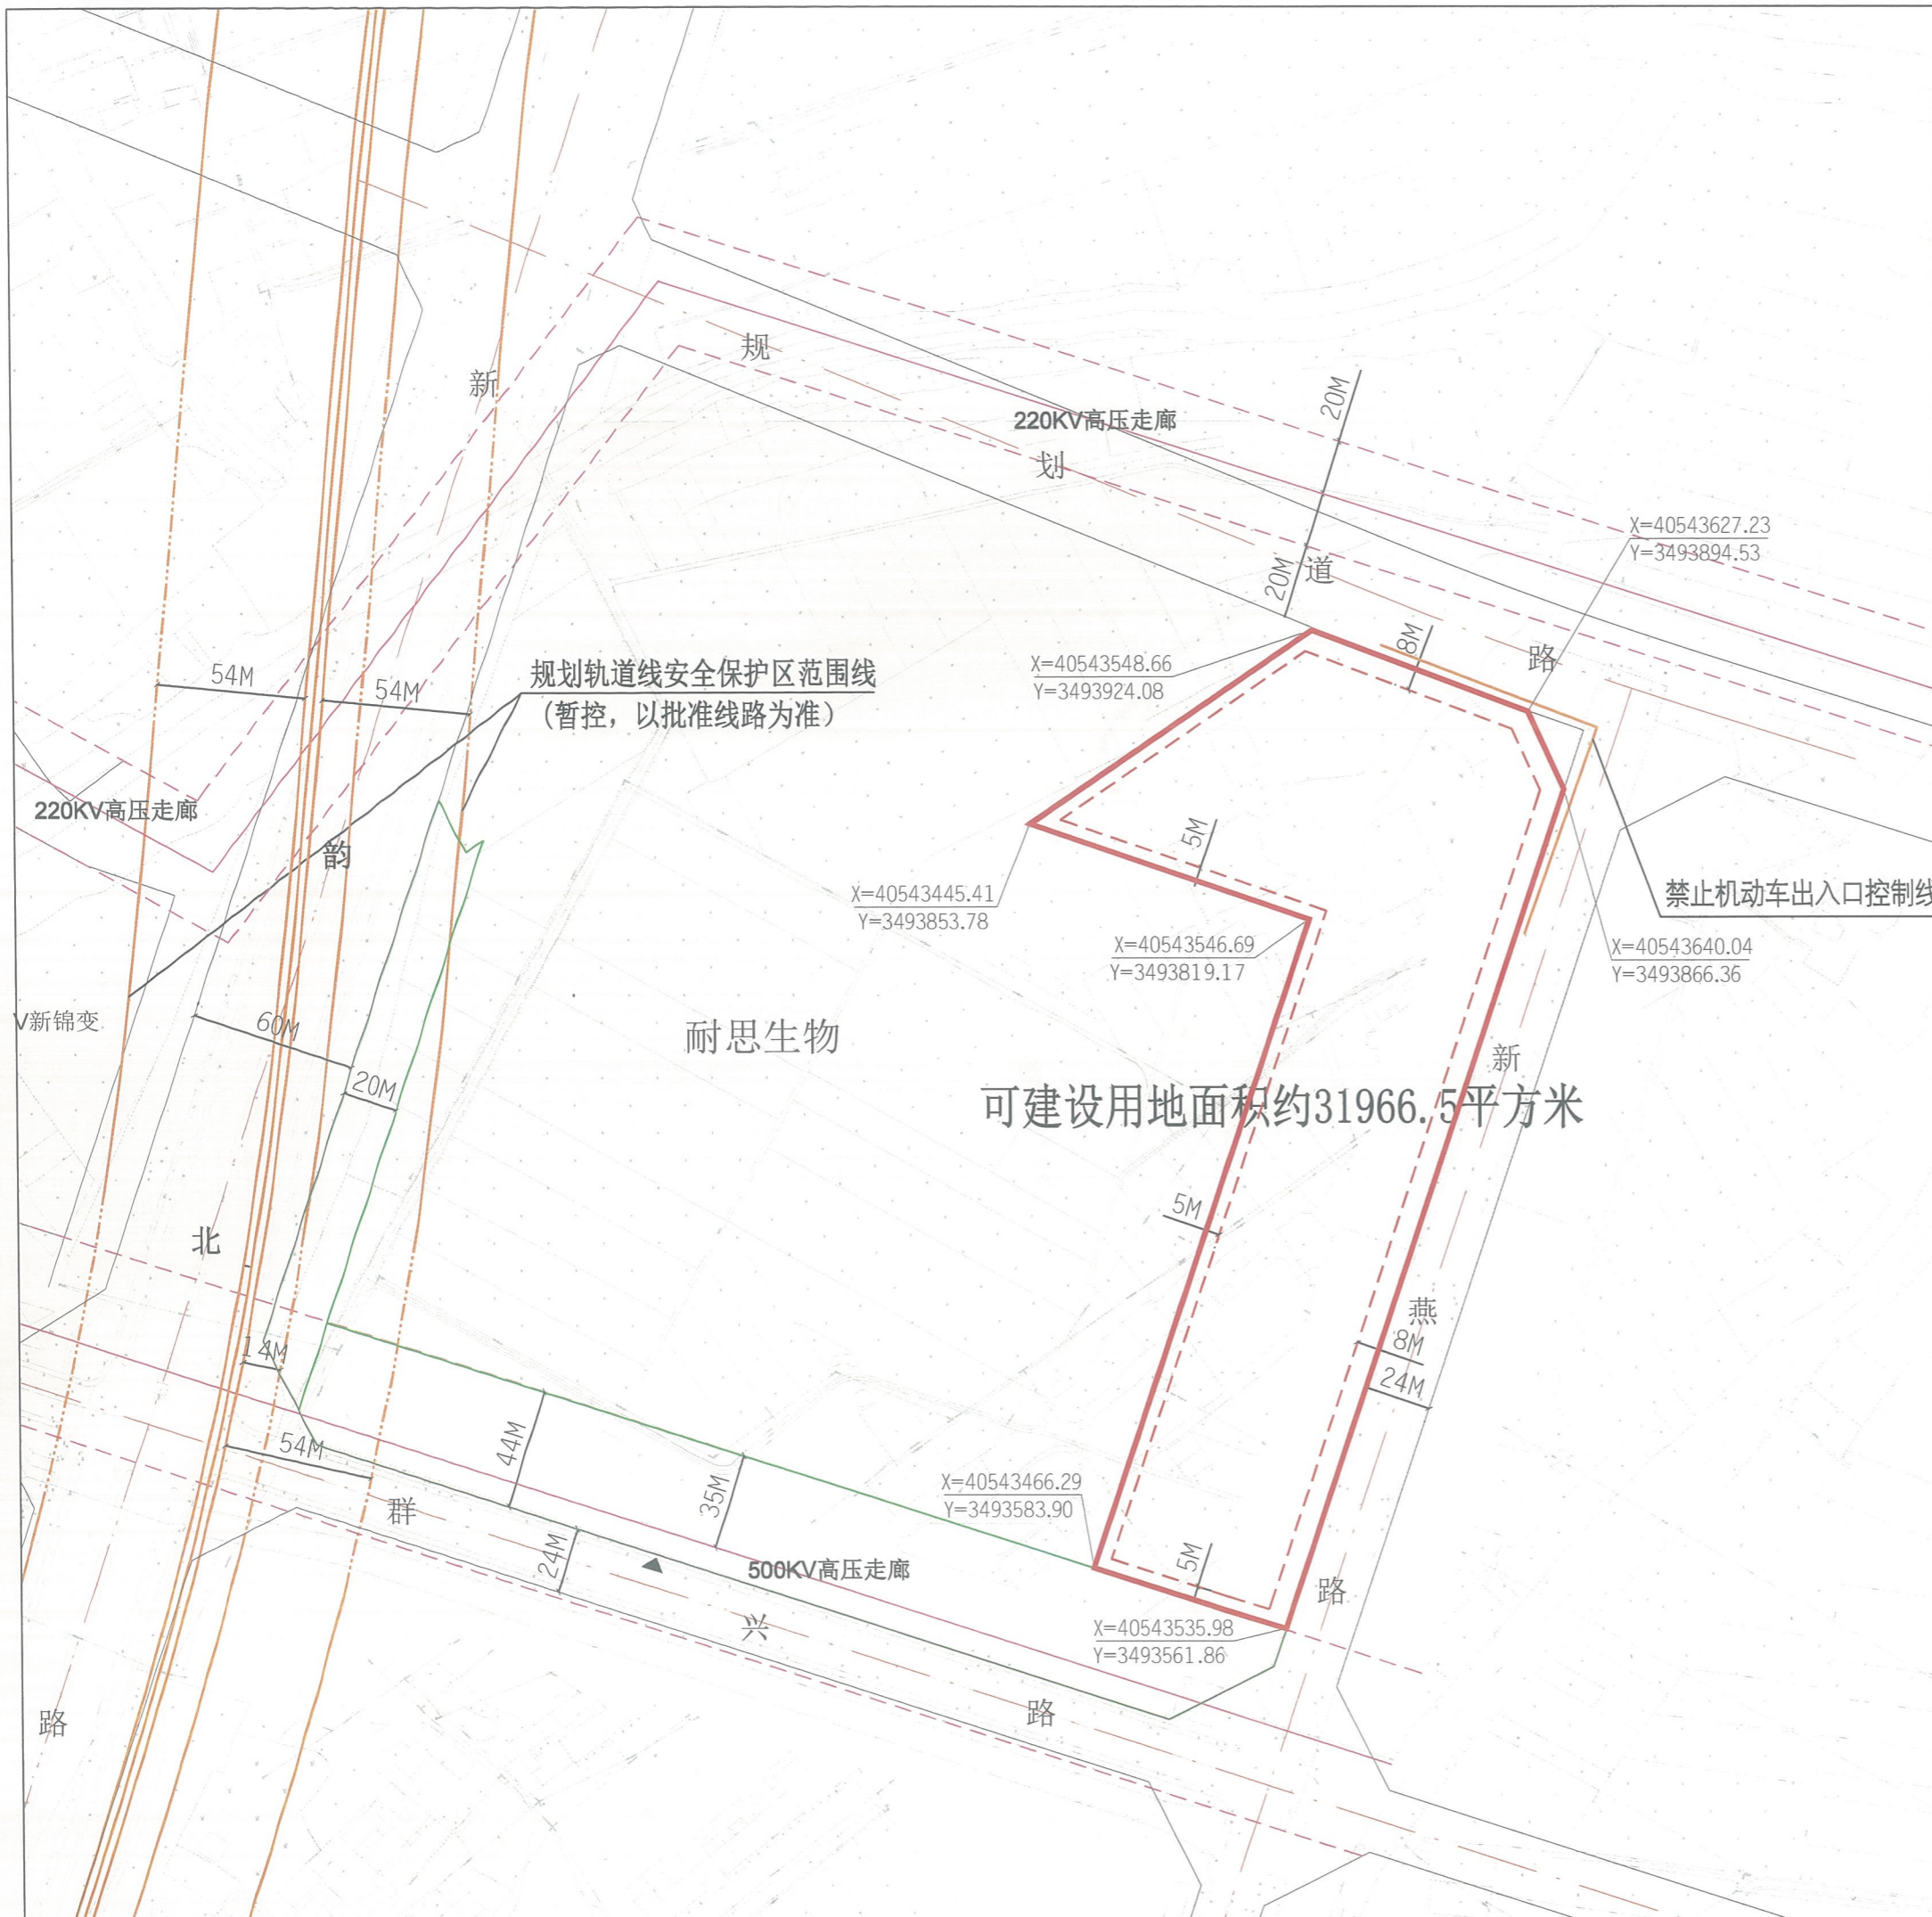 20M
规
新
220KV高压走廊
划
X=40543627.23
Y=3493894.53
20M
道
8M
路
X=40543548.66
Y=3493924.08
规划轨道线安全保护区范围线
(暂控，以批准线路为准)
54M
54M
220KV高压走廊
韵
5M
X=40543445.41
Y=3493853.78
禁止机动车出入口控制线
X=40543546.69
Y=3493819.17
X=40543640.04
Y=3493866.36
V新锦变
60M
耐思生物
新
20M
可建设用地面积约31966.5平方米
5M
北
燕
8M
14M
24M
54M
44M
35M
X=40543466.29
Y=3493583.90
群
24M
500KV高压走廊
5M
路
兴
X=40543535.98
Y=3493561.86
路
路